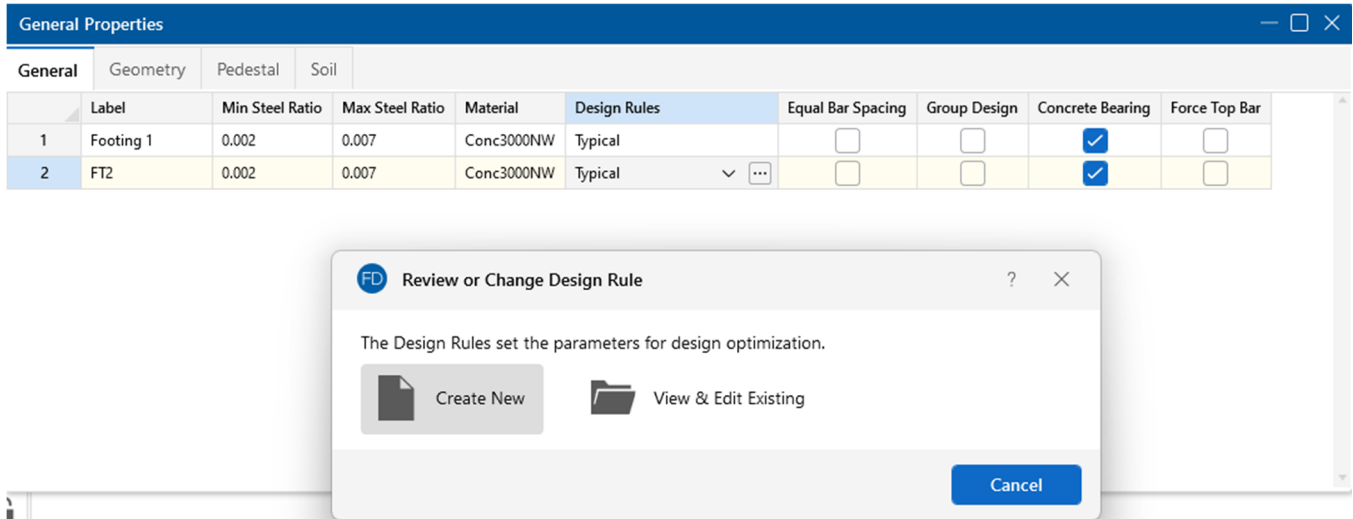 General Properties
General Geometry Pedestal Soil
Label Min Steel Ratio Max Steel Ratio Material Design Rules Equal Bar Spacing Group Design Concrete Bearing Force Top Bar
1 Footing 1 0.002 0.007 Conc3000NW Typical
2 FT2 0.002 0.007 Conc3000NW Typical ...
FD Review or Change Design Rule ?
The Design Rules set the parameters for design optimization.
Create New View & Edit Existing
Cancel